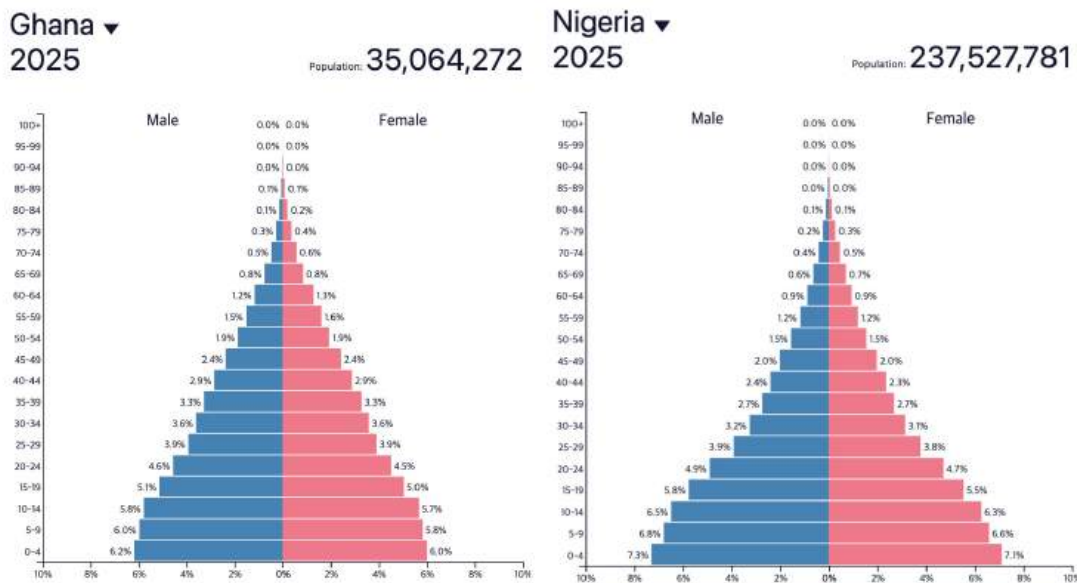 Ghana
2025
Population: 35,064,272
Male
Female
100+ 0.0% 0.0%
95-99 0.0% 0.0%
90-94 0.0% 0.0%
85-89 0.1% 0.1%
80-84 0.1% 0.2%
75-79 0.3% 0.4%
70-74 0.5% 0.6%
65-69 0.8% 0.8%
60-64 1.2% 1.3%
55-59 1.5% 1.6%
50-54 1.9% 1.9%
45-49 2.4% 2.4%
40-44 2.9% 2.9%
35-39 3.3% 3.3%
30-34 3.6% 3.6%
25-29 3.9% 3.9%
20-24 4.6% 4.5%
15-19 5.1% 5.0%
10-14 5.8% 5.7%
5-9 6.0% 5.8%
0-4 6.2% 6.0%
10% 8% 6% 4% 2% 0% 2% 4% 6% 8% 10%
Nigeria
2025
Population: 237,527,781
Male
Female
100+ 0.0% 0.0%
95-99 0.0% 0.0%
90-94 0.0% 0.0%
85-89 0.0% 0.0%
80-84 0.1% 0.1%
75-79 0.2% 0.3%
70-74 0.4% 0.5%
65-69 0.6% 0.7%
60-64 0.9% 0.9%
55-59 1.2% 1.2%
50-54 1.5% 1.5%
45-49 2.0% 2.0%
40-44 2.4% 2.3%
35-39 2.7% 2.7%
30-34 3.2% 3.1%
25-29 3.9% 3.8%
20-24 4.9% 4.7%
15-19 5.8% 5.5%
10-14 6.5% 6.3%
5-9 6.8% 6.6%
0-4 7.3% 7.1%
10% 8% 6% 4% 2% 0% 2% 4% 6% 8% 10%